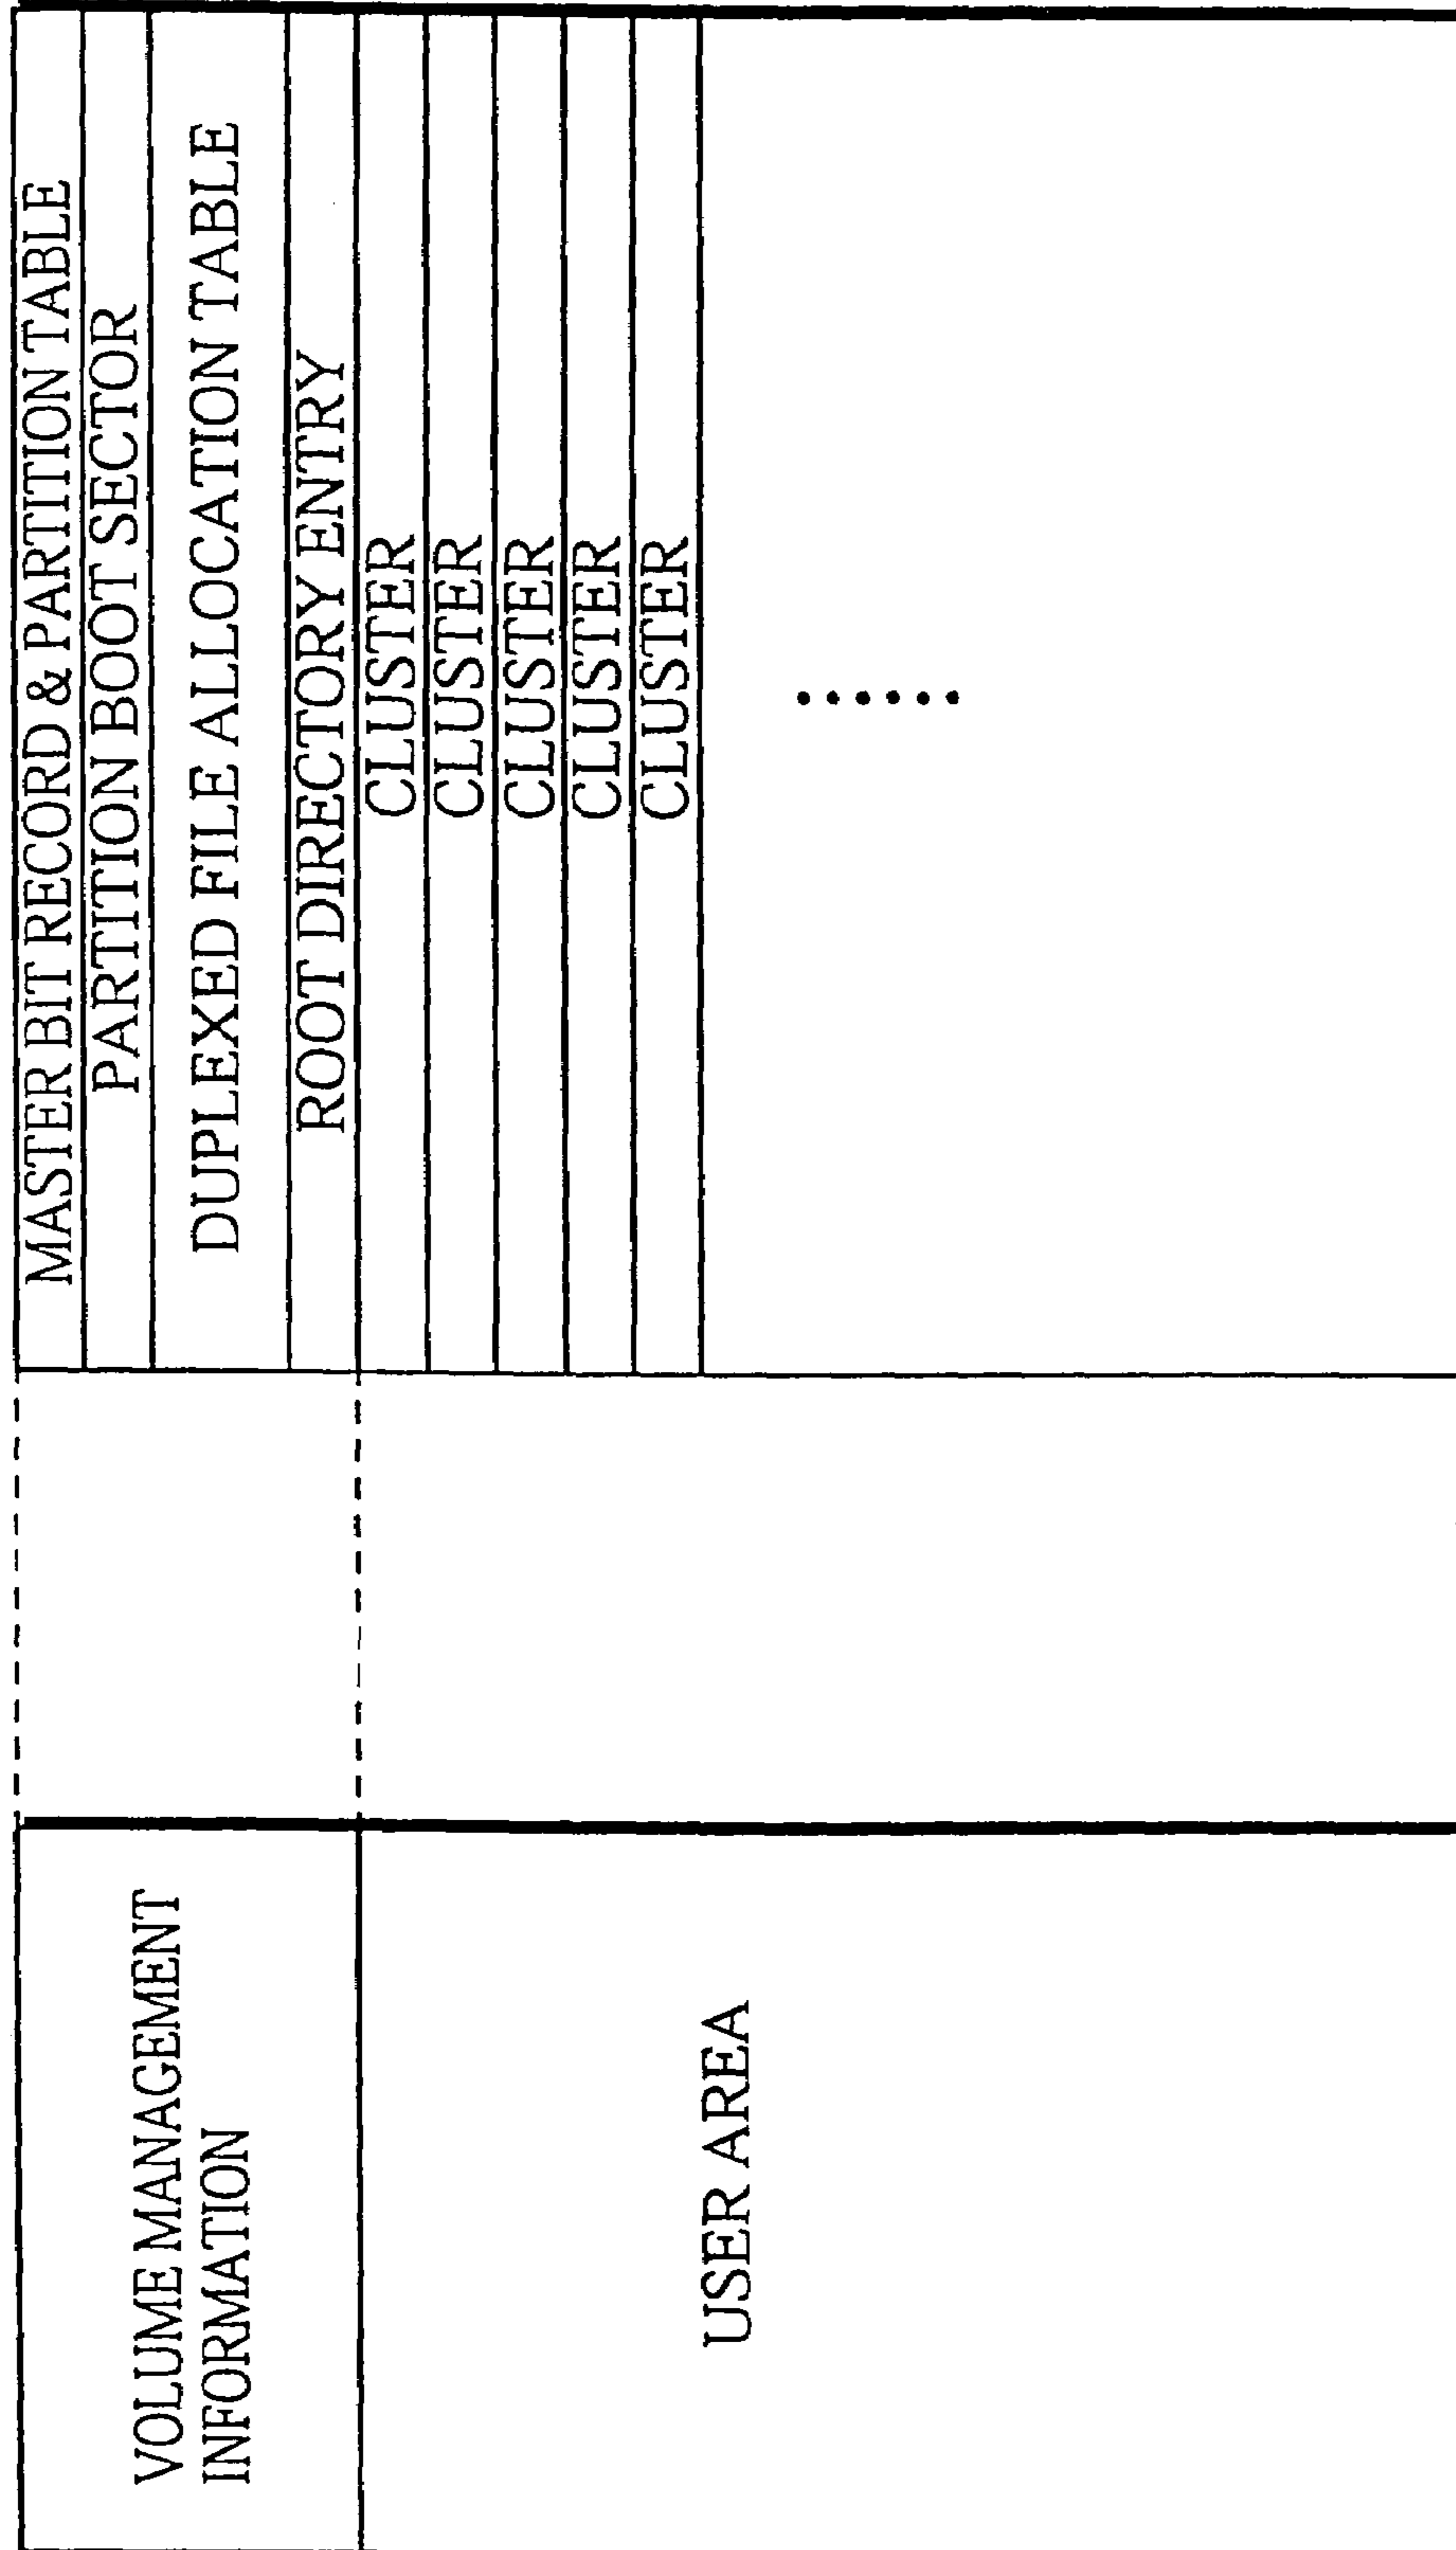 VOLUME MANAGEMENT
INFORMATION
USER AREA
MASTER BIT RECORD & PARTITION TABLE
PARTITION BOOT SECTOR
DUPLEXED FILE ALLOCATION TABLE
ROOT DIRECTORY ENTRY
CLUSTER
CLUSTER
CLUSTER
CLUSTER
CLUSTER
......